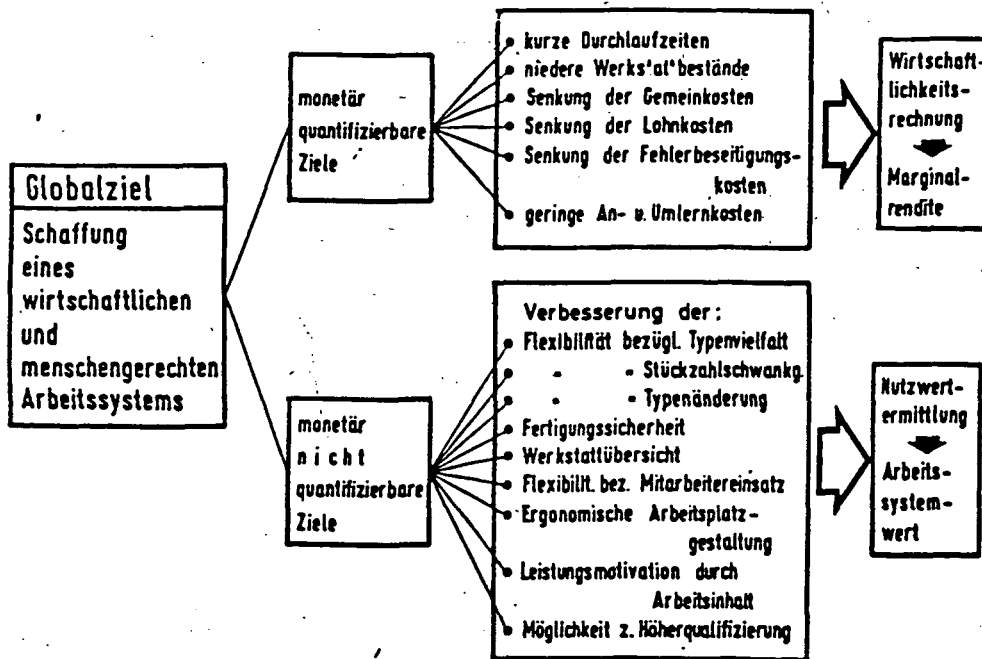 Globalziel
Schaffung
eines
wirtschaftlichen
und
menschengerechten
Arbeitssystems
monetär
quantifizierbare
Ziele
kurze Durchlaufzeiten
niedere Werks'at'bestände
Senkung der Gemeinkosten
Senkung der Lohnkosten
Senkung der Fehlerbeseitigungs-
kosten
geringe An- u. Umlernkosten
Wirtschaft-
lichkeits-
rechnung
Marginal-
rendite
monetär
nicht
quantifizierbare
Ziele
Verbesserung der:
Flexibilität bezügl. Typenvielfalt
" " Stückzahlschwankg.
" " Typenänderung
Fertigungssicherheit
Werkstattübersicht
Flexibilit. bez. Mitarbeitereinsatz
Ergonomische Arbeitsplatz-
gestaltung
Leistungsmotivation durch
Arbeitsinhalt
Möglichkeit z. Höherqualifizierung
Nutzwert-
ermittlung
Arbeits-
system-
wert